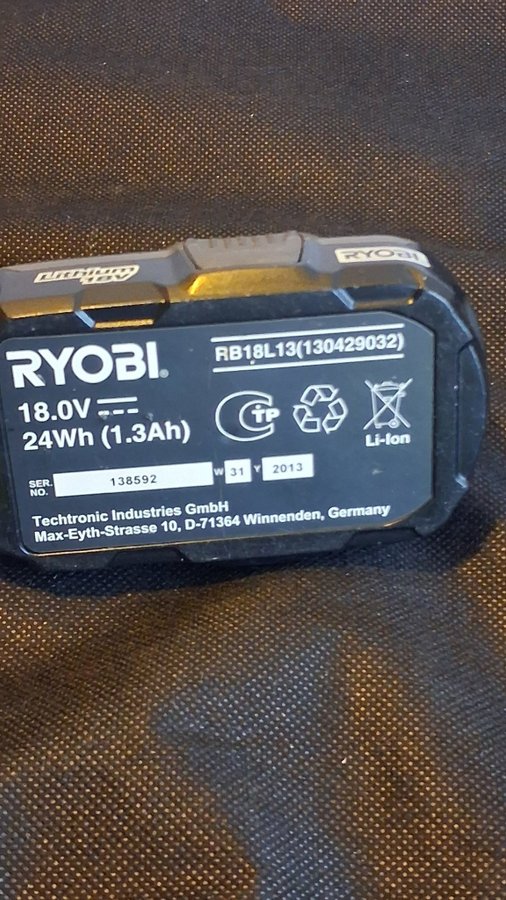 Lithium 18V
RYOBI
RYOBI®
RB18L13(130429032)
18.0V
24Wh (1.3Ah)
TP
Li-Ion
SER. NO. 138592 W 31 Y 2013
Techtronic Industries GmbH
Max-Eyth-Strasse 10, D-71364 Winnenden, Germany